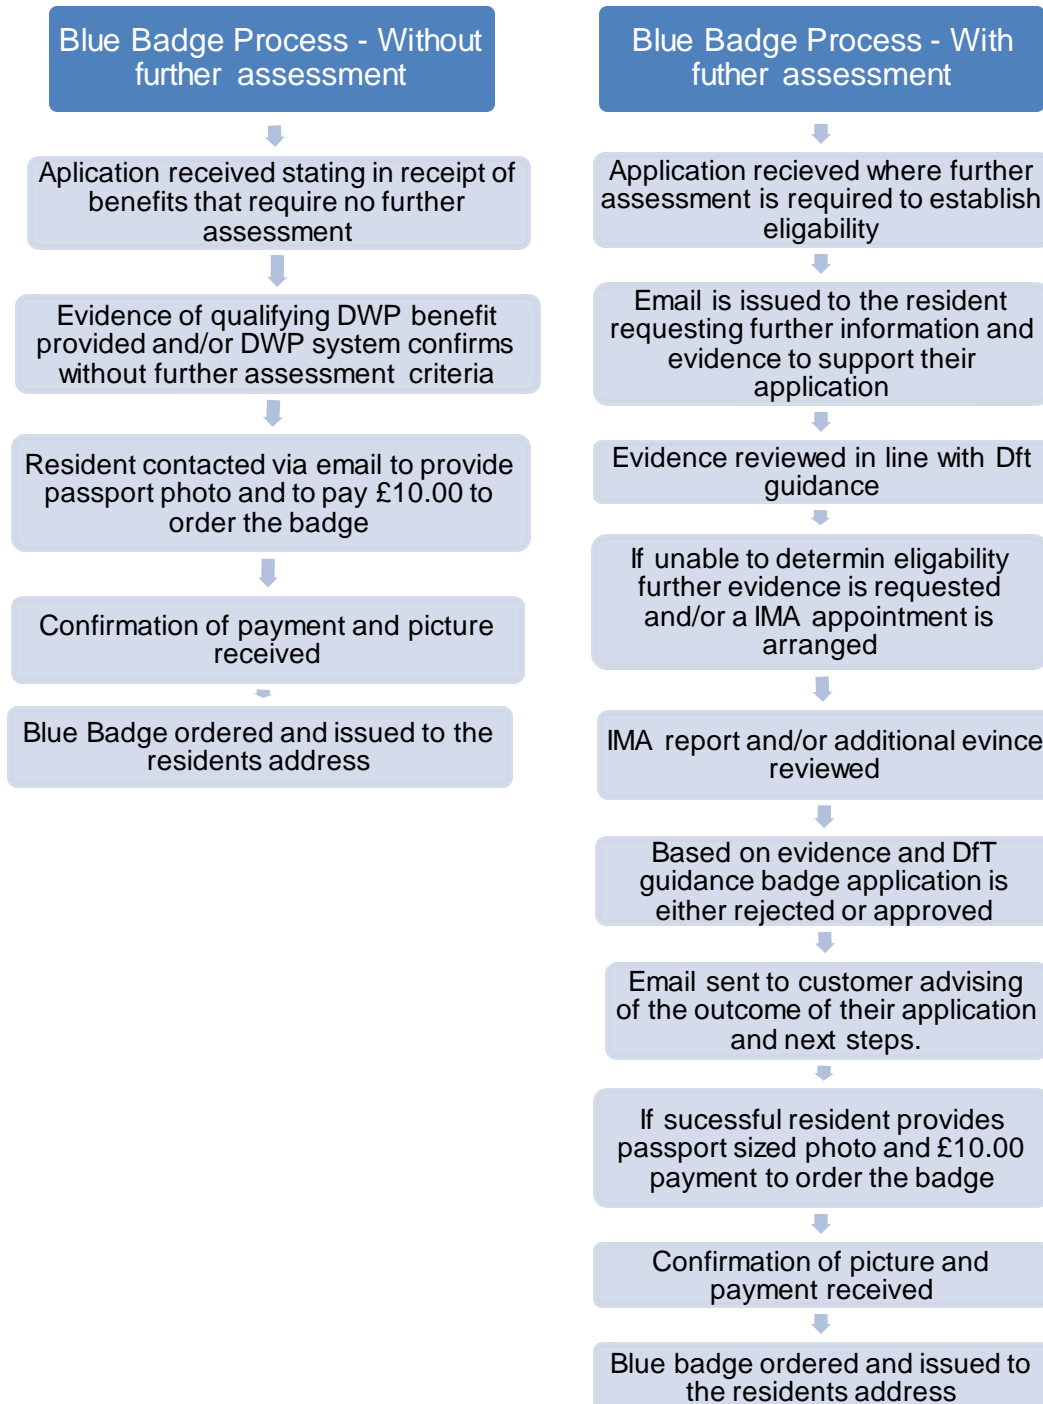 Blue Badge Process - Without
further assessment
Aplication received stating in receipt of
benefits that require no further
assessment
Evidence of qualifying DWP benefit
provided and/or DWP system confirms
without further assessment criteria
Resident contacted via email to provide
passport photo and to pay £10.00 to
order the badge
Confirmation of payment and picture
received
Blue Badge ordered and issued to the
residents address
Blue Badge Process - With
futher assessment
Application recieved where further
assessment is required to establish
eligability
Email is issued to the resident
requesting further information and
evidence to support their
application
Evidence reviewed in line with Dft
guidance
If unable to determin eligability
further evidence is requested
and/or a IMA appointment is
arranged
IMA report and/or additional evince
reviewed
Based on evidence and DfT
guidance badge application is
either rejected or approved
Email sent to customer advising
of the outcome of their application
and next steps.
If sucessful resident provides
passport sized photo and £10.00
payment to order the badge
Confirmation of picture and
payment received
Blue badge ordered and issued to
the residents address